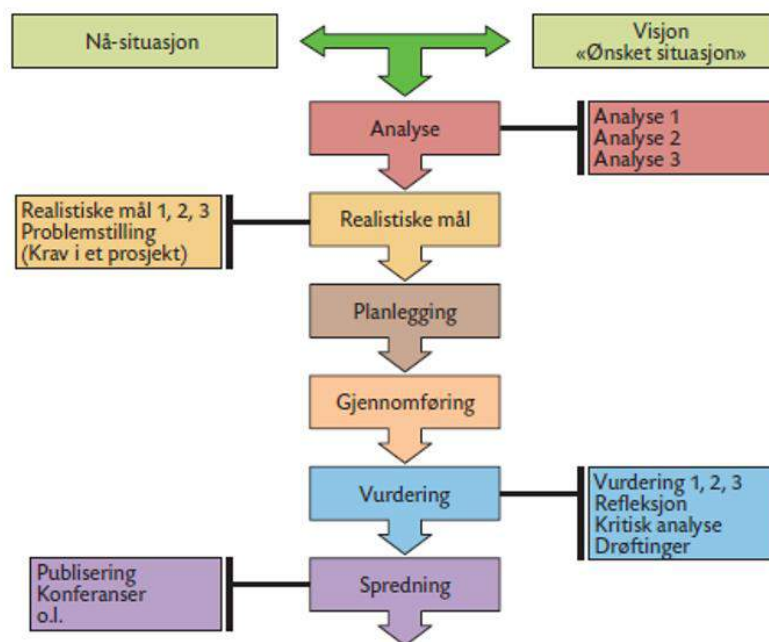 Nå-situasjon
Visjon
«Ønsket situasjon»
Analyse
Analyse 1
Analyse 2
Analyse 3
Realistiske mål 1, 2, 3
Problemstilling
(Krav i et prosjekt)
Realistiske mål
Planlegging
Gjennomføring
Vurdering
Vurdering 1, 2, 3
Refleksjon
Kritisk analyse
Drøftinger
Publisering
Konferanser
o.l.
Spredning